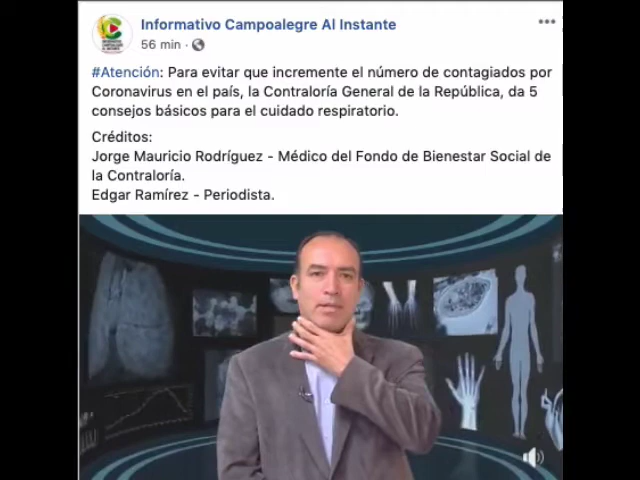 Informativo Campoalegre Al Instante
56 min ·
#Atención: Para evitar que incremente el número de contagiados por
Coronavirus en el país, la Contraloría General de la República, da 5
consejos básicos para el cuidado respiratorio.
Créditos:
Jorge Mauricio Rodríguez - Médico del Fondo de Bienestar Social de
la Contraloría.
Edgar Ramírez - Periodista.